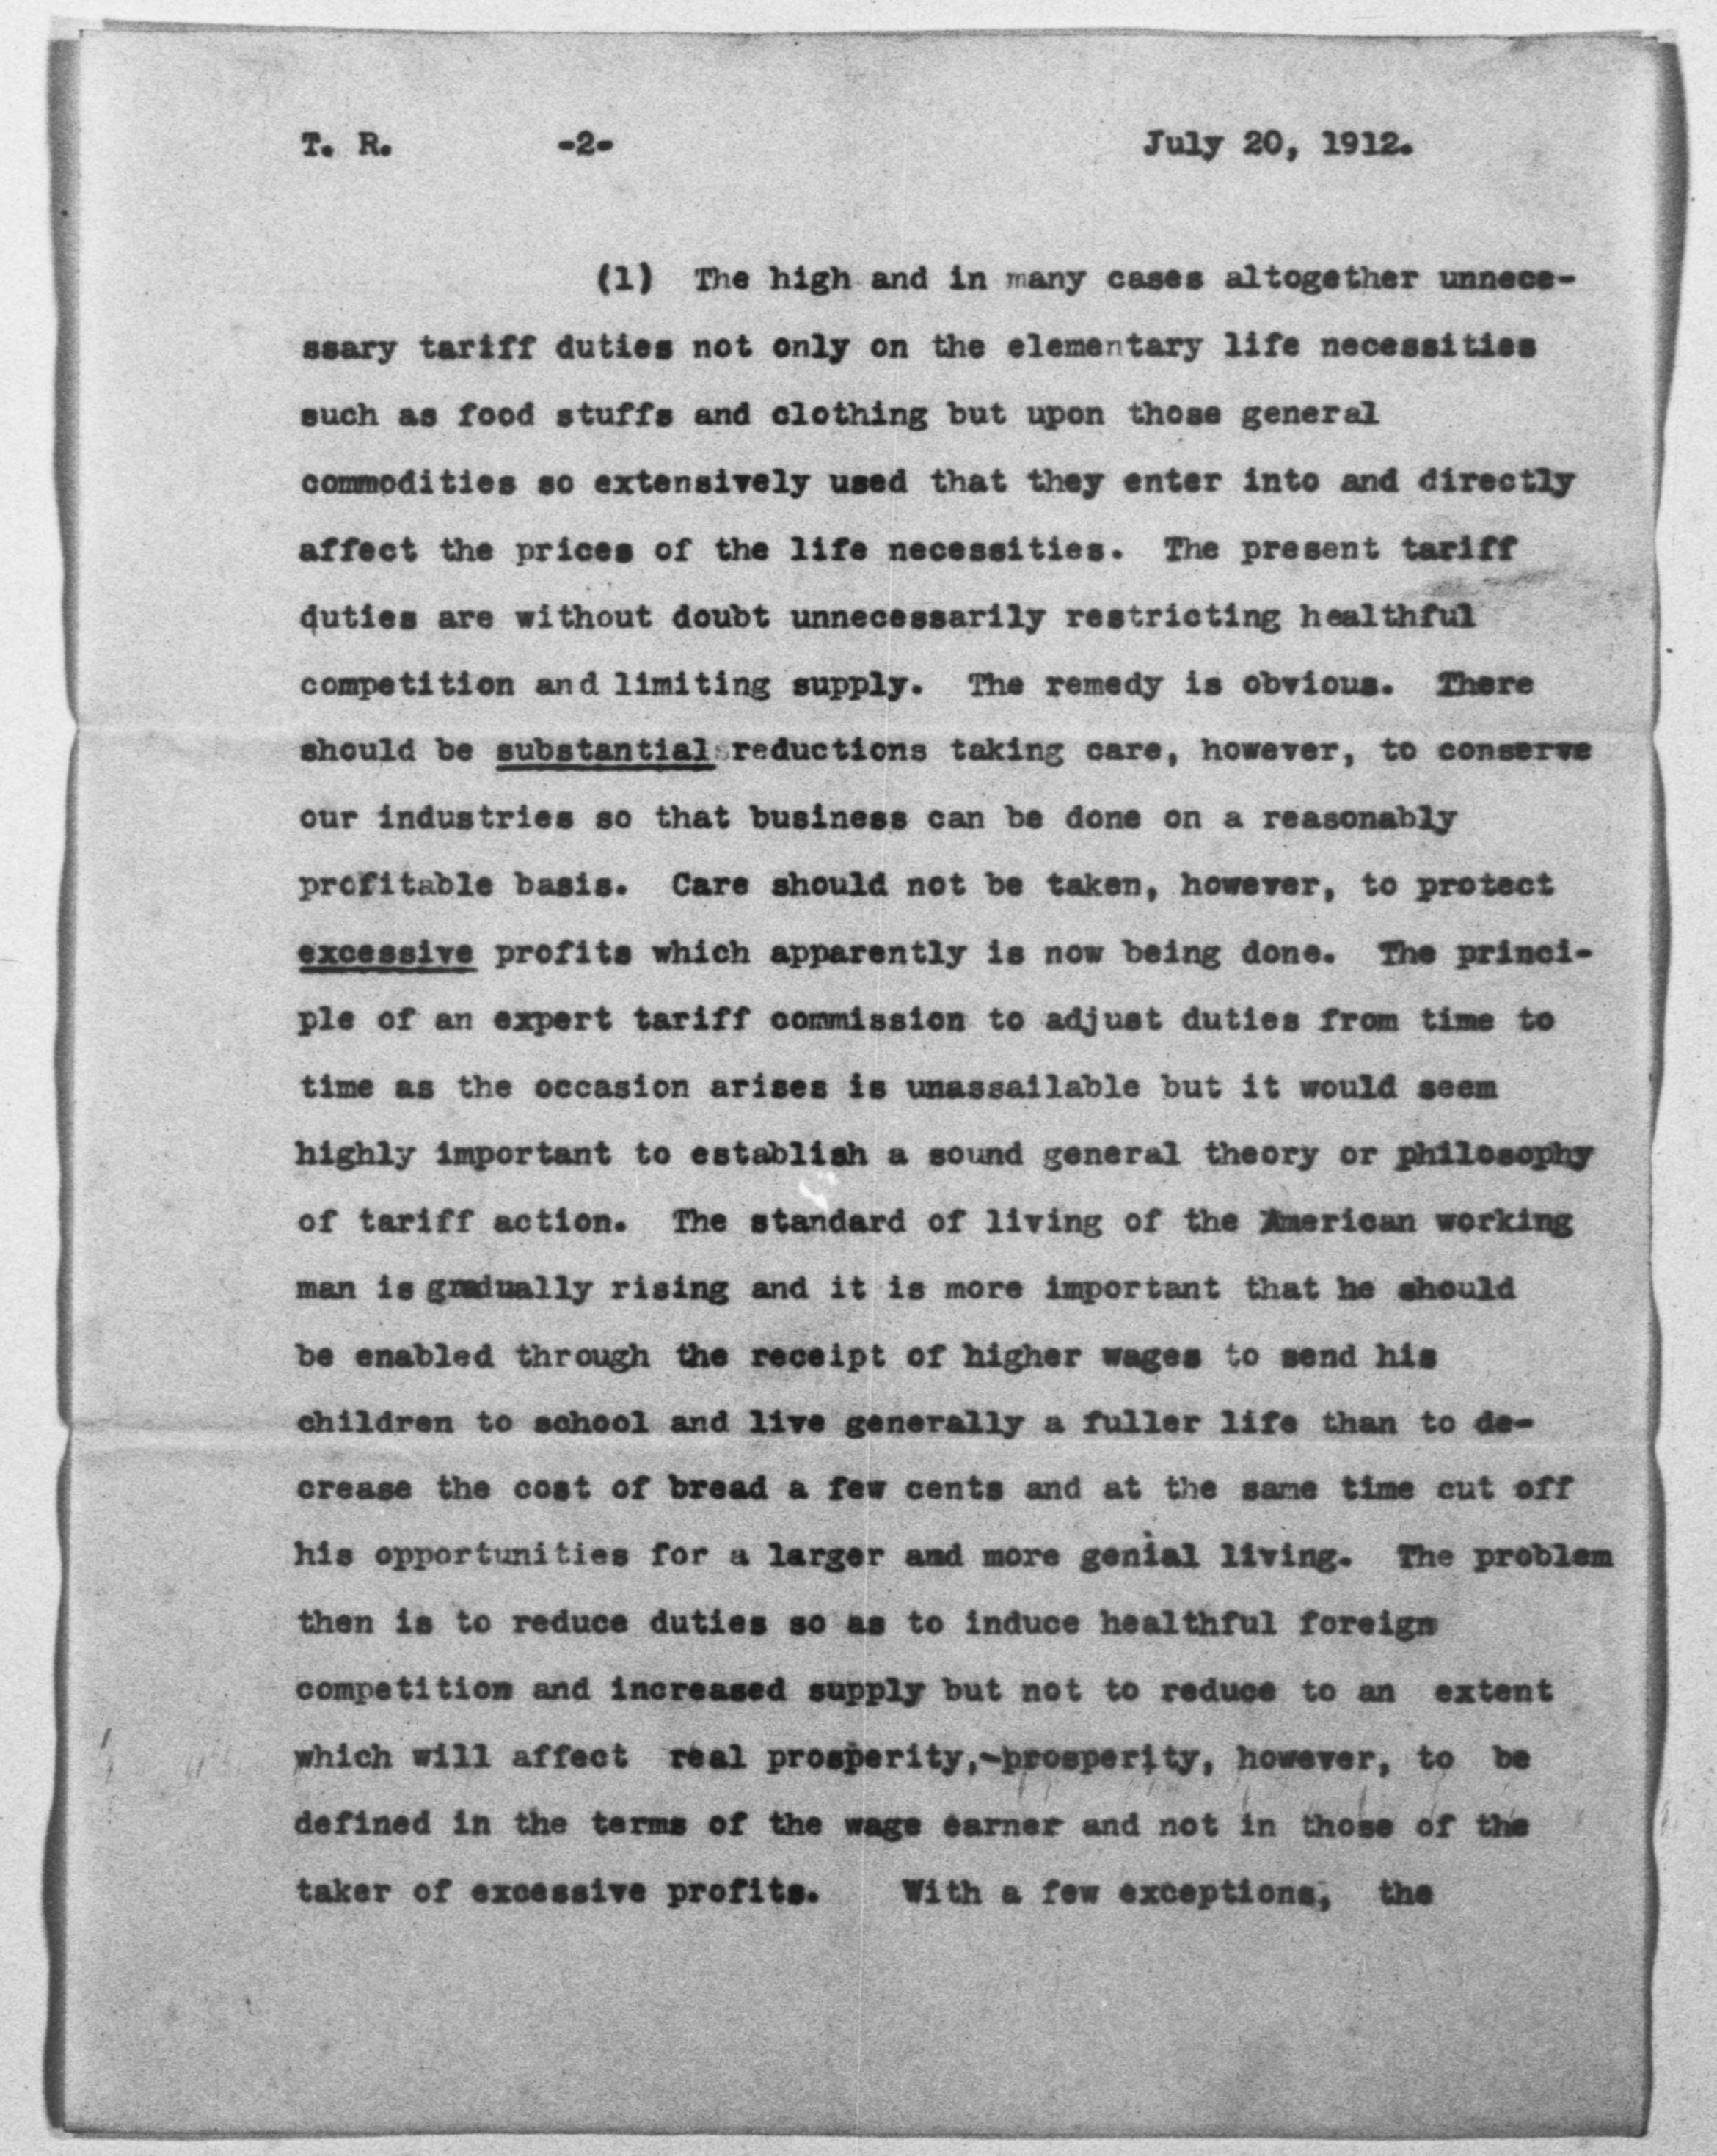 T. R. -2- July 20, 1912.
(1) The high and in many cases altogether unnece-
ssary tariff duties not only on the elementary life necessities
such as food stuffs and clothing but upon those general
commodities so extensively used that they enter into and directly
affect the prices of the life necessities. The present tariff
duties are without doubt unnecessarily restricting healthful
competition and limiting supply. The remedy is obvious. There
should be substantial reductions taking care, however, to conserve
our industries so that business can be done on a reasonably
profitable basis. Care should not be taken, however, to protect
excessive profits which apparently is now being done. The princi-
ple of an expert tariff commission to adjust duties from time to
time as the occasion arises is unassailable but it would seem
highly important to establish a sound general theory or philosophy
of tariff action. The standard of living of the American working
man is gradually rising and it is more important that he should
be enabled through the receipt of higher wages to send his
children to school and live generally a fuller life than to de-
crease the cost of bread a few cents and at the same time cut off
his opportunities for a larger and more genial living. The problem
then is to reduce duties so as to induce healthful foreign
competition and increased supply but not to reduce to an extent
which will affect real prosperity,-prosperity, however, to be
defined in the terms of the wage earner and not in those of the
taker of excessive profits. With a few exceptions, the